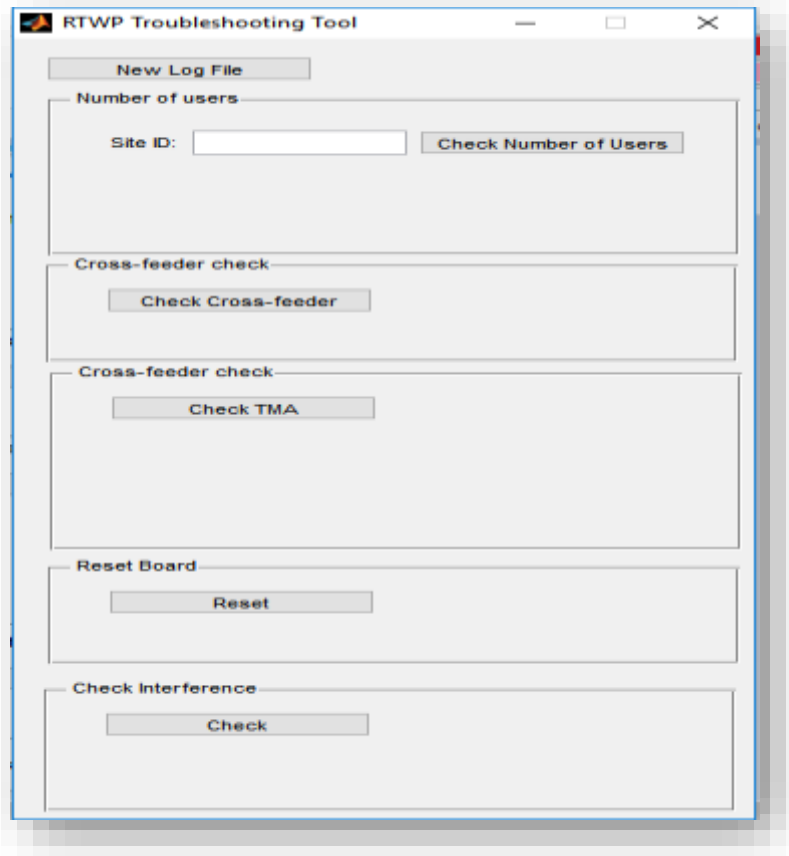 RTWP Troubleshooting Tool
New Log File
Number of users
Site ID: Check Number of Users
Cross-feeder check
Check Cross-feeder
Cross-feeder check
Check TMA
Reset Board
Reset
Check Interference
Check